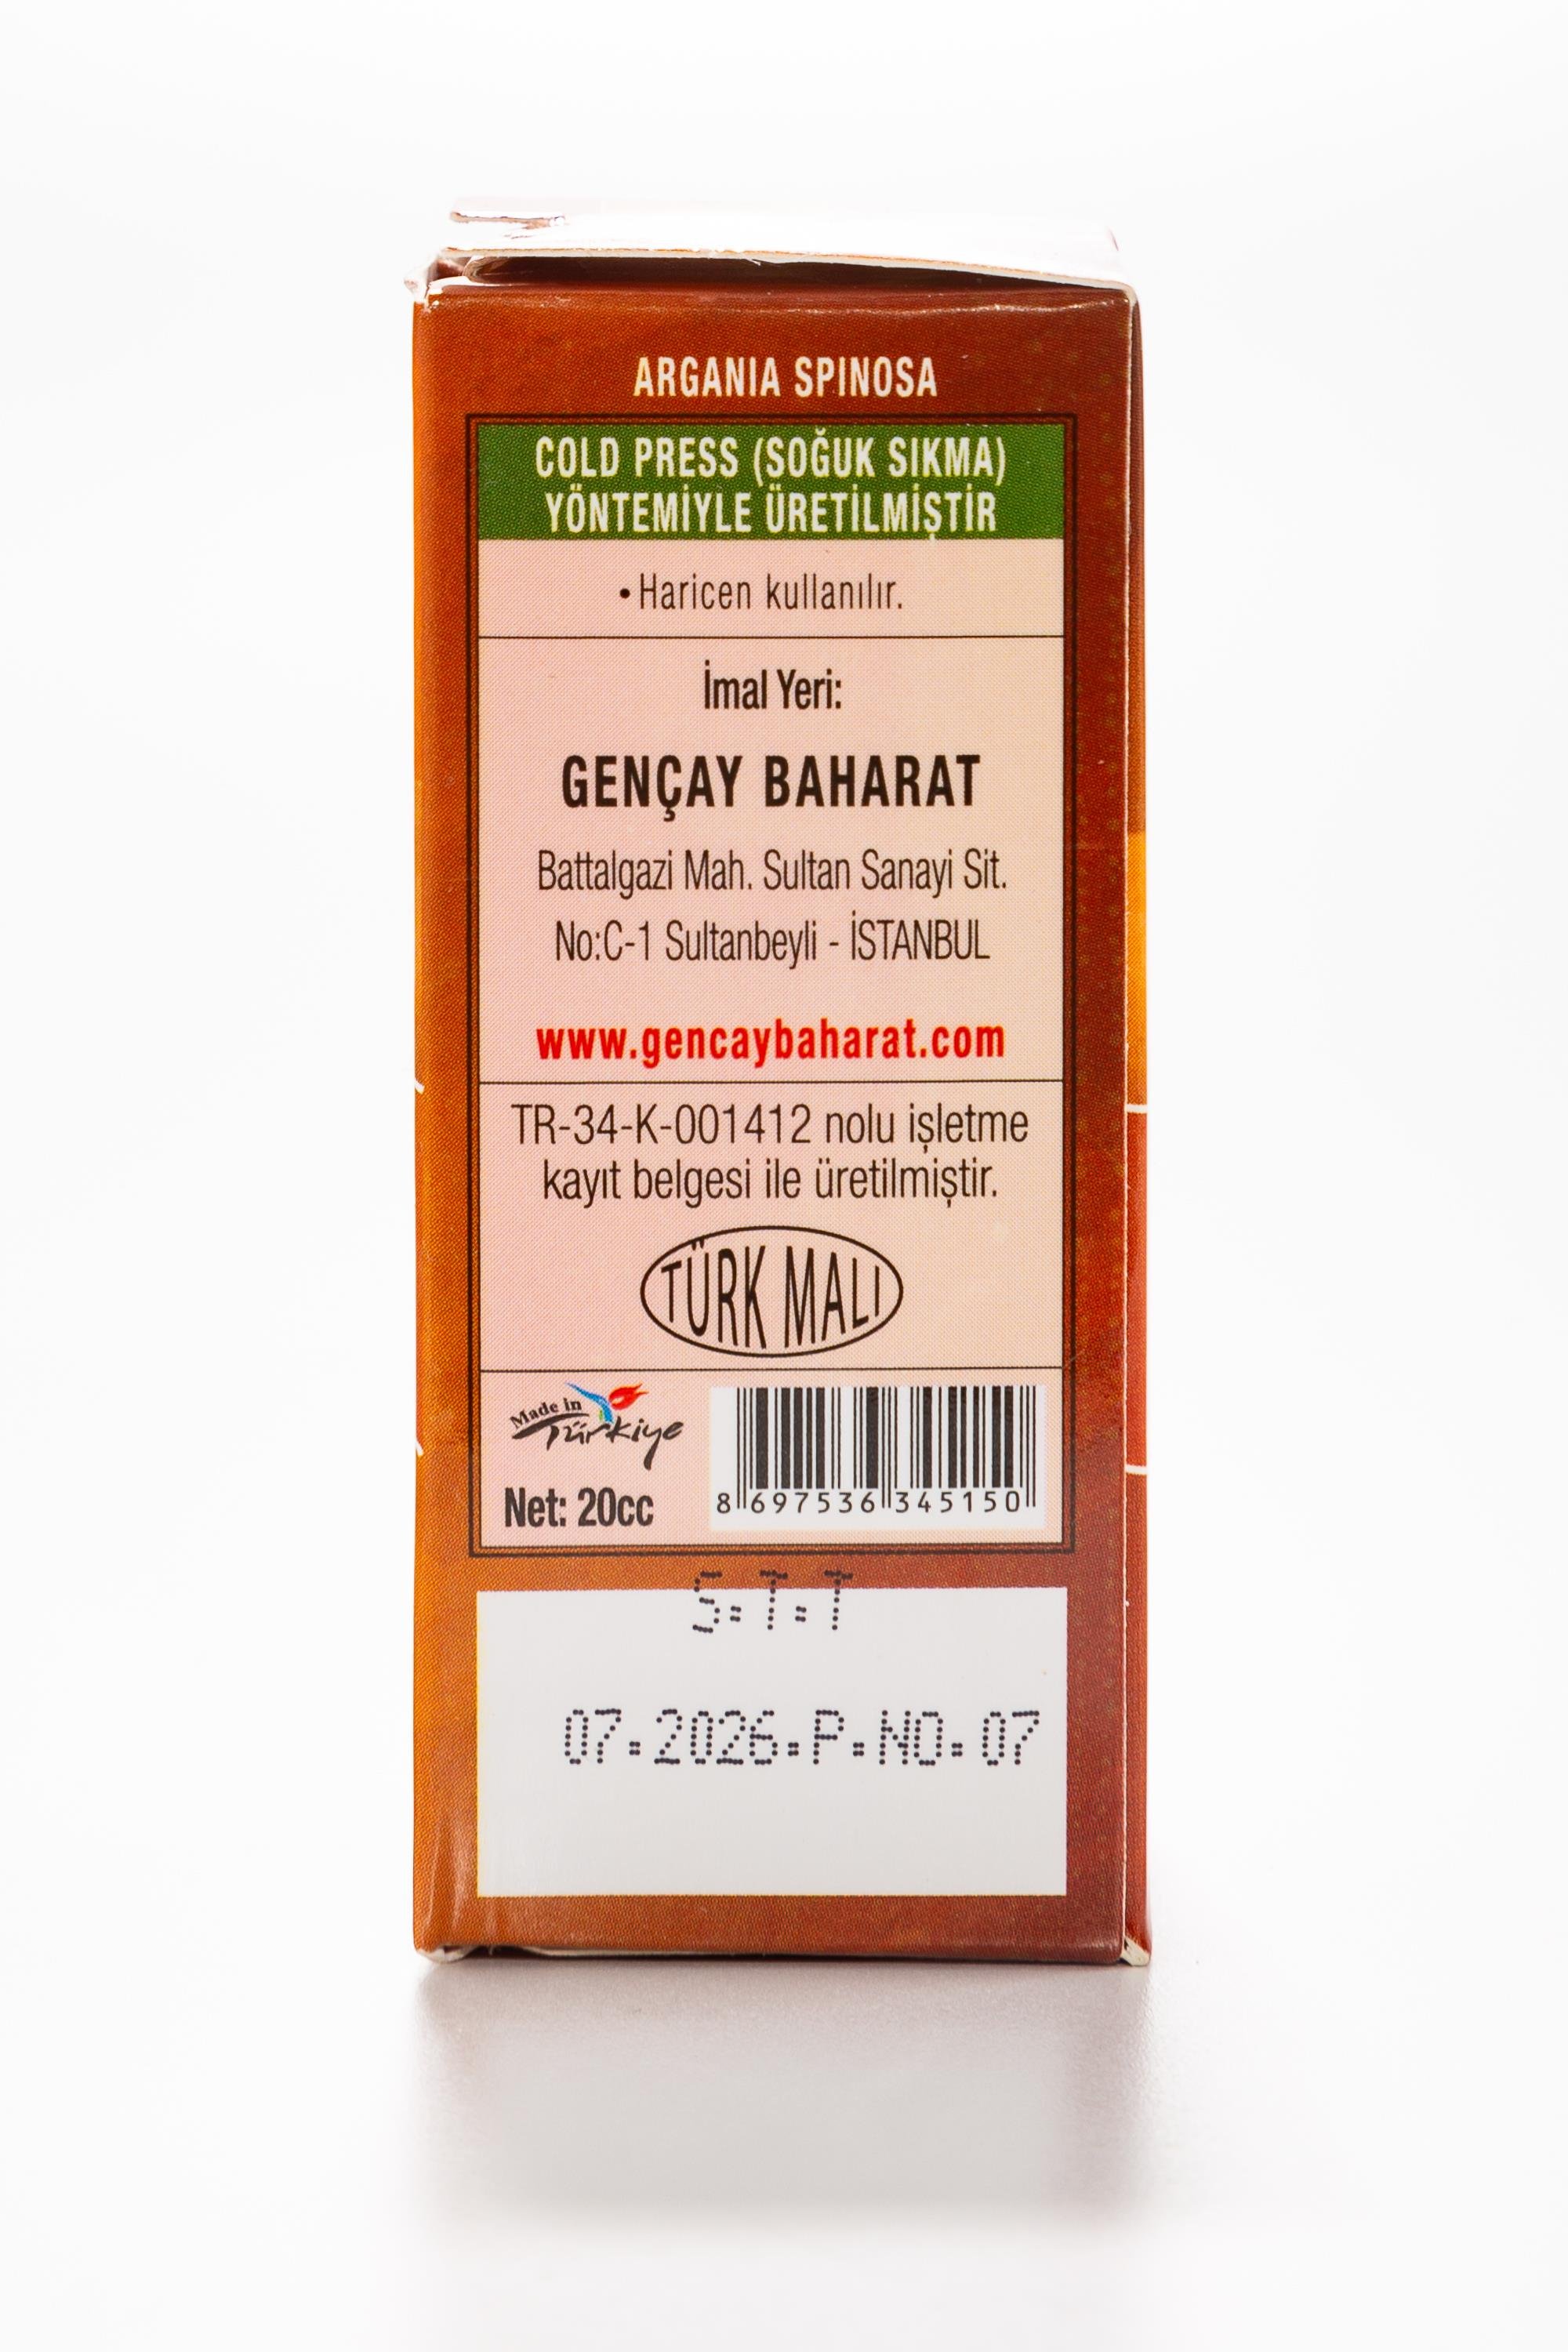 ARGANIA SPINOSA
COLD PRESS (SOĞUK SIKMA)
YÖNTEMİYLE ÜRETİLMİŞTİR
• Haricen kullanılır.
İmal Yeri:
GENÇAY BAHARAT
Battalgazi Mah. Sultan Sanayi Sit.
No:C-1 Sultanbeyli - İSTANBUL
www.gencaybaharat.com
TR-34-K-001412 nolu işletme
kayıt belgesi ile üretilmiştir.
TÜRK MALI
Made in
Türkiye
Net: 20cc
8 697536 345150
S:T:T
07:2026:P:NO:07